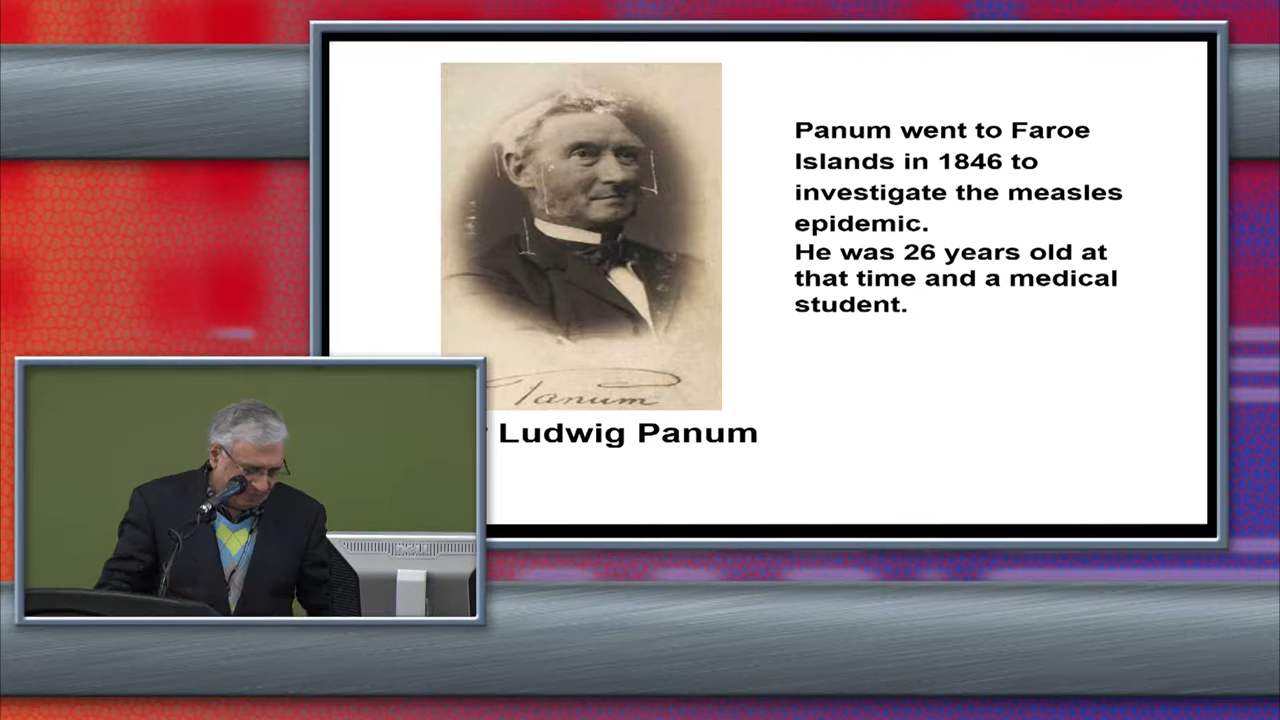 Panum went to Faroe
Islands in 1846 to
investigate the measles
epidemic.
He was 26 years old at
that time and a medical
student.
Panum
Ludwig Panum